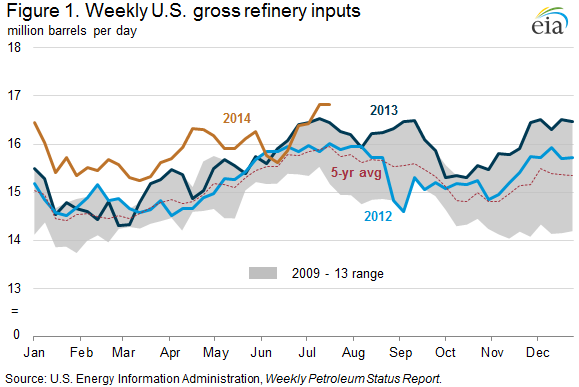 Figure 1. Weekly U.S. gross refinery inputs
million barrels per day
eia
18
17
16
15
14
13
=
0
2014
2013
5-yr avg
2012
2009 - 13 range
Jan Feb Mar Apr May Jun Jul Aug Sep Oct Nov Dec
Source: U.S. Energy Information Administration, Weekly Petroleum Status Report.